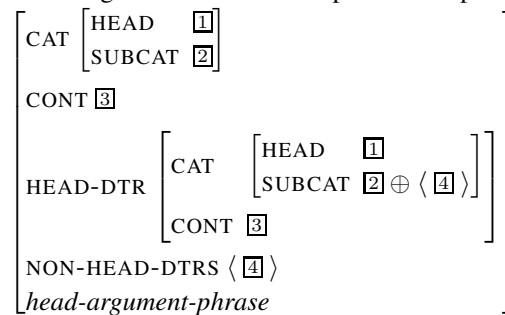 CAT [HEAD [1]
SUBCAT [2]]
CONT [3]
HEAD-DTR [CAT [HEAD [1]
SUBCAT [2] ⊕ ⟨ [4] ⟩]
CONT [3]]
NON-HEAD-DTRS ⟨ [4] ⟩
head-argument-phrase